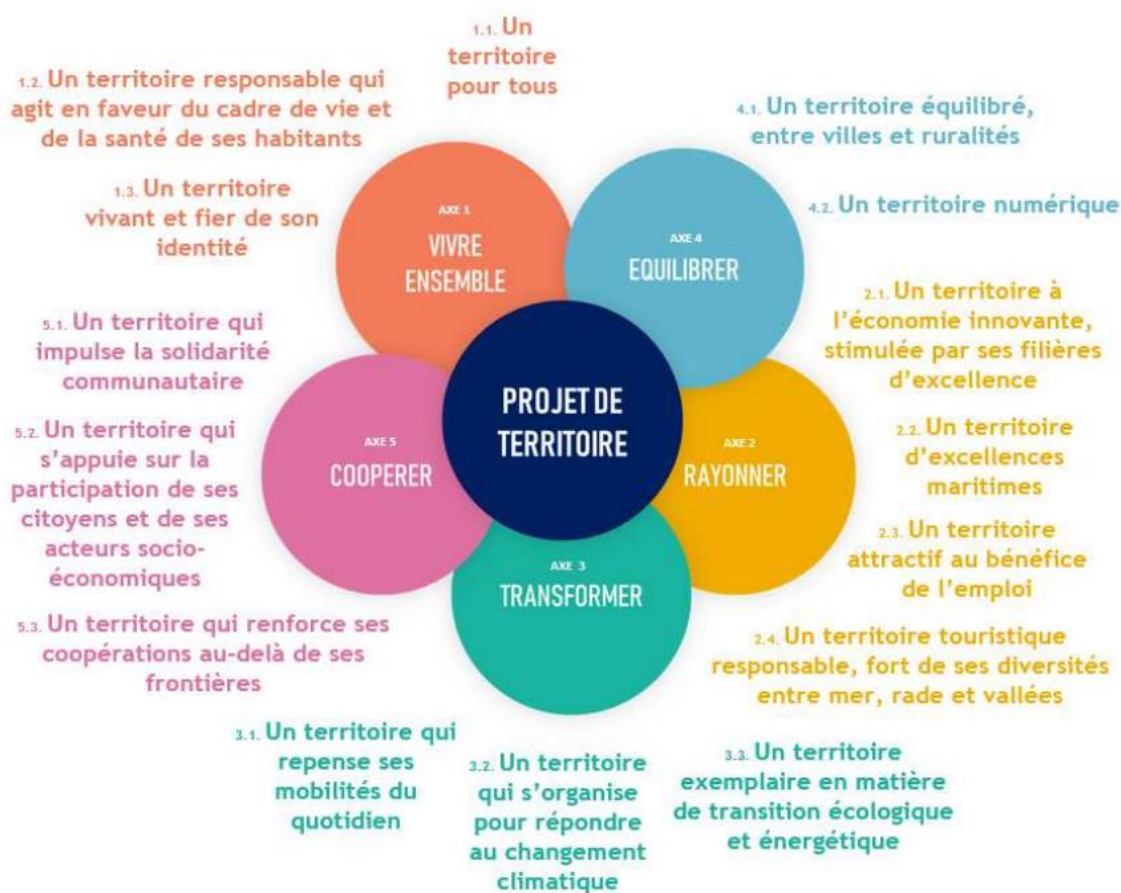 1.1. Un
territoire
pour tous
1.2. Un territoire responsable qui
agit en faveur du cadre de vie et
de la santé de ses habitants
1.3. Un territoire
vivant et fier de son
identité
4.1. Un territoire équilibré,
entre villes et ruralités
4.2. Un territoire numérique
AXE 1
VIVRE
ENSEMBLE
AXE 4
EQUILIBRER
PROJET DE
TERRITOIRE
AXE 5
COOPERER
AXE 2
RAYONNER
AXE 3
TRANSFORMER
2.1. Un territoire à
l'économie innovante,
stimulée par ses filières
d'excellence
2.2. Un territoire
d'excellences
maritimes
2.3. Un territoire
attractif au bénéfice
de l'emploi
2.4. Un territoire touristique
responsable, fort de ses diversités
entre mer, rade et vallées
5.1. Un territoire qui
impulse la solidarité
communautaire
5.2. Un territoire qui
s'appuie sur la
participation de ses
citoyens et de ses
acteurs socio-
économiques
5.3. Un territoire qui renforce ses
coopérations au-delà de ses
frontières
3.1. Un territoire qui
repense ses
mobilités du
quotidien
3.2. Un territoire
qui s'organise
pour répondre
au changement
climatique
3.3. Un territoire
exemplaire en matière
de transition écologique
et énergétique